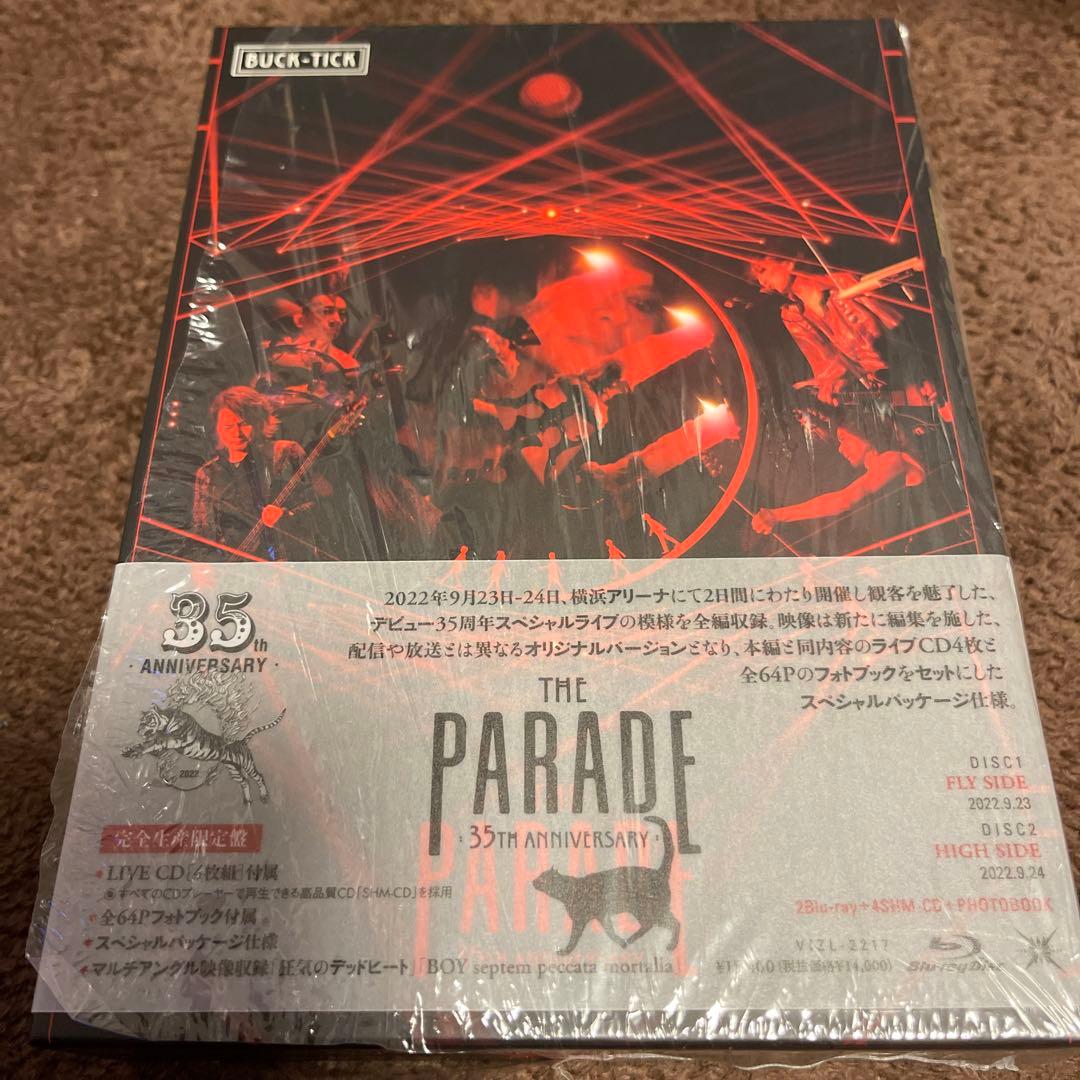 BUCK-TICK
35th
・ANNIVERSARY・
2022
2022年9月23日-24日、横浜アリーナにて2日間にわたり開催し観客を魅了した、
デビュー35周年スペシャルライブの模様を全編収録。映像は新たに編集を施した、
配信や放送とは異なるオリジナルバージョンとなり、本編と同内容のライブCD4枚と
全64Pのフォトブックをセットにした
スペシャルパッケージ仕様。
THE
PARADE
・35TH ANNIVERSARY・
DISC1
FLY SIDE
2022.9.23
DISC2
HIGH SIDE
2022.9.24
2Blu-ray+4SHM-CD+PHOTOBOOK
完全生産限定盤
LIVE CD「4枚組」付属
すべてのCDプレーヤーで再生できる高品質CD「SHM-CD」を採用
全64Pフォトブック付属
スペシャルパッケージ仕様
マルチアングル映像収録「狂気のデッドヒート」「BOY septem peccata mortalia」
VIZL-2217
(税抜価格¥14,000)
Blu-ray Disc